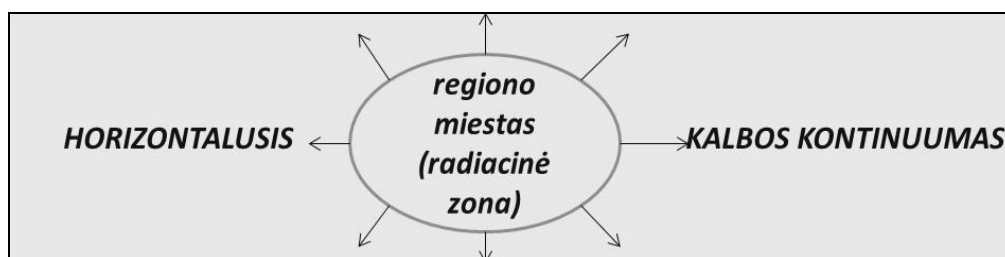 regiono
miestas
HORIZONTALUSIS
(radiacinė
KALBOS KONTINUUMAS
zona)